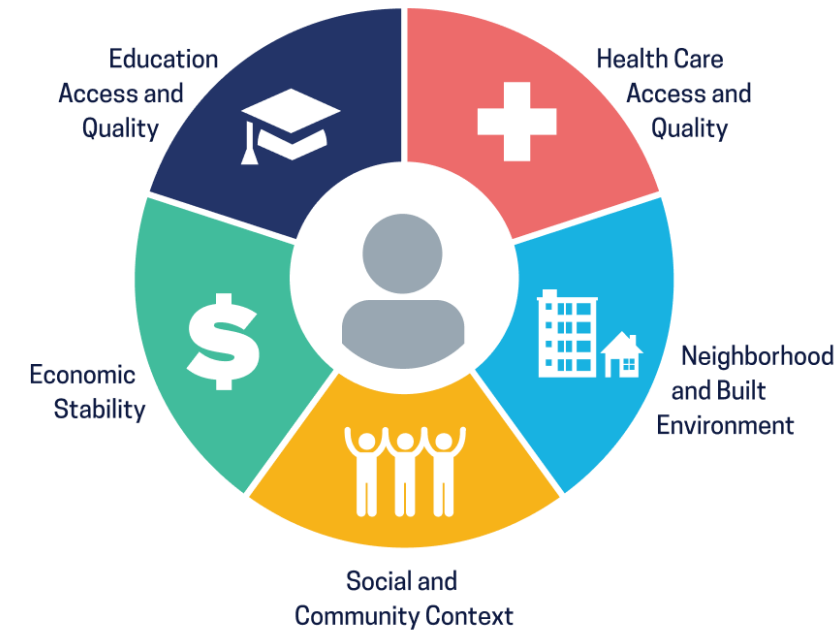 Education
Access and
Quality
Health Care
Access and
Quality
Economic
Stability
Neighborhood
and Built
Environment
Social and
Community Context